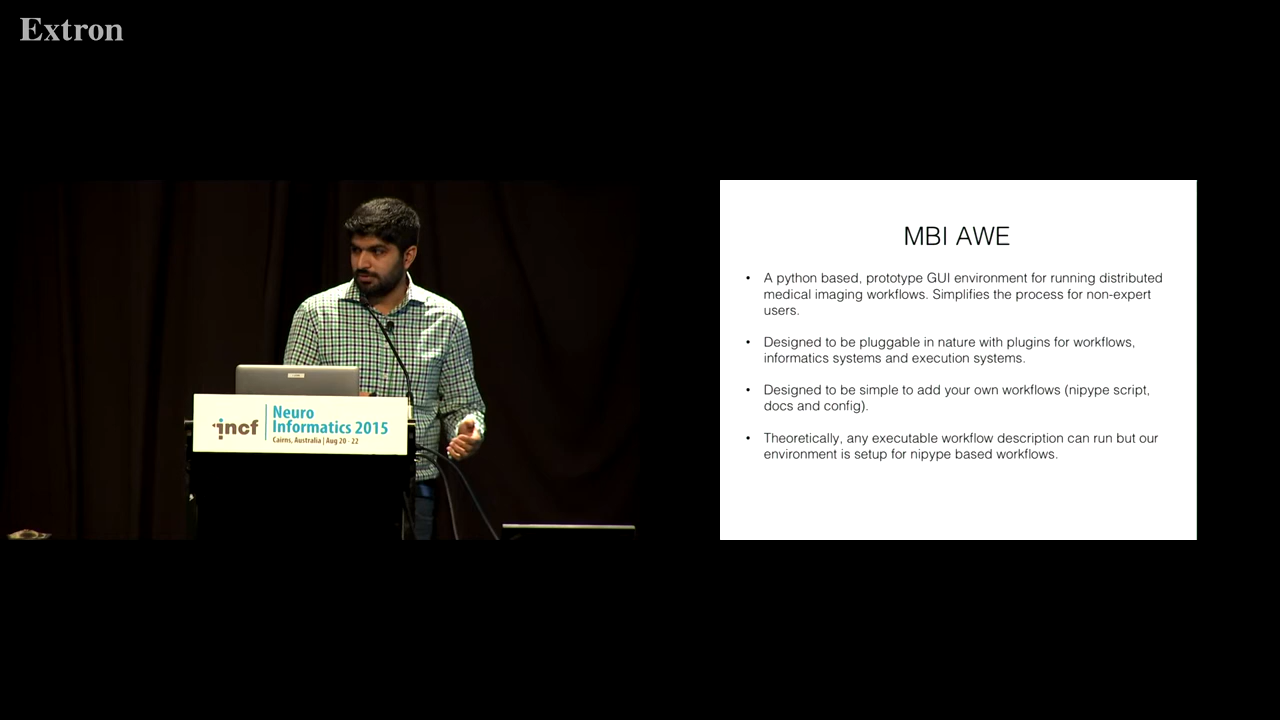 Extron
incf
Neuro
Informatics 2015
Cairns, Australia | Aug 20 - 22
MBI AWE
• A python based, prototype GUI environment for running distributed
medical imaging workflows. Simplifies the process for non-expert
users.
• Designed to be pluggable in nature with plugins for workflows,
informatics systems and execution systems.
• Designed to be simple to add your own workflows (nipype script,
docs and config).
• Theoretically, any executable workflow description can run but our
environment is setup for nipype based workflows.